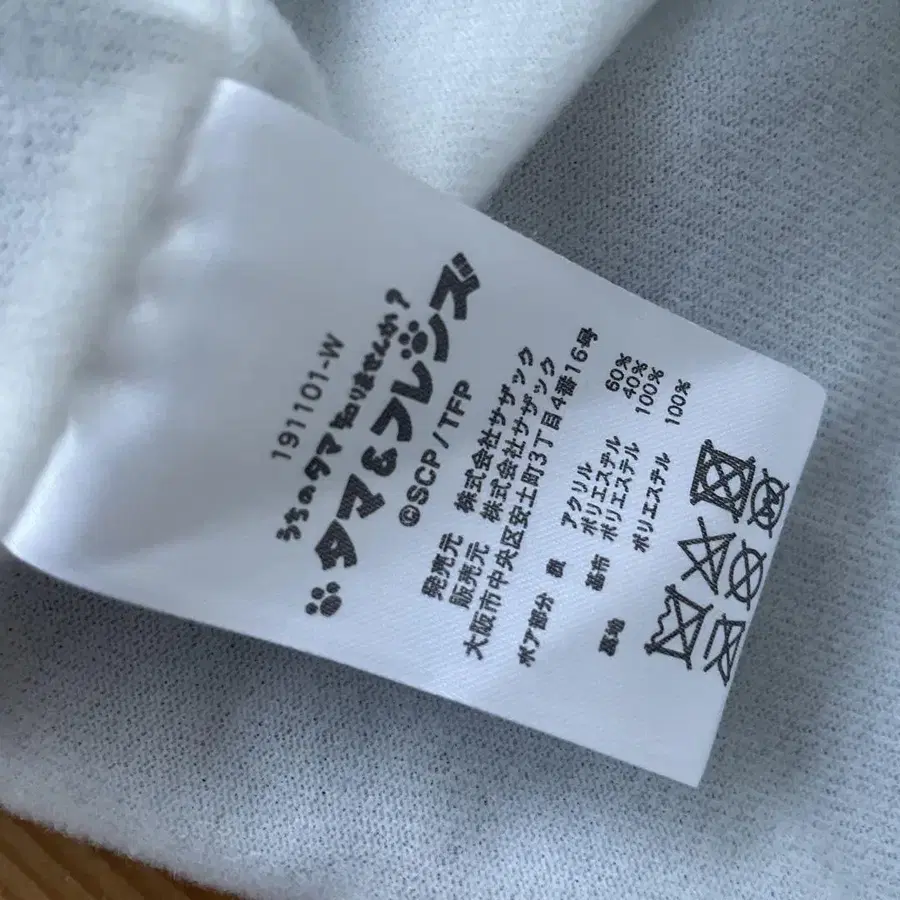 191101-W
うちのタマ知りませんか?
タマ&フレンズ
©SCP/TFP
発売元 株式会社サザック
販売元 株式会社サザック
大阪市中央区安土町3丁目4番16号
ボア部分 毛 アクリル 60%
ポリエステル 40%
基布 ポリエステル 100%
裏地 ポリエステル 100%